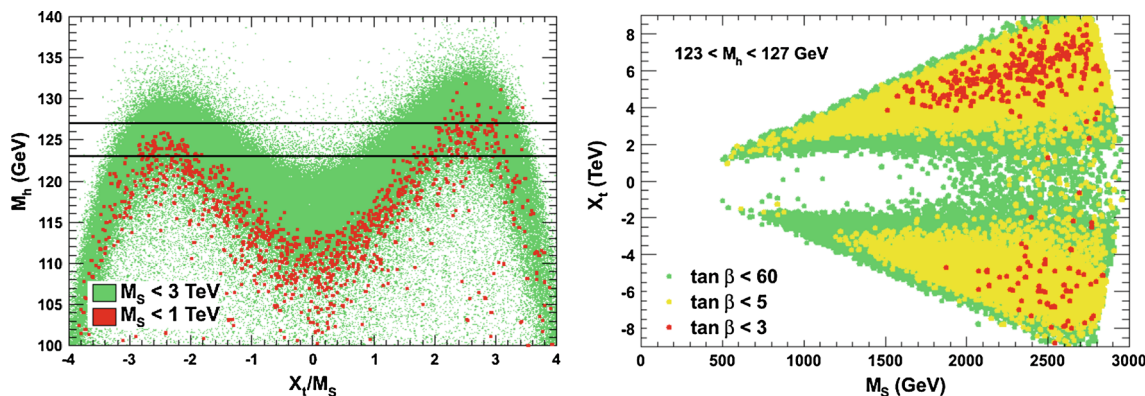 140
135
130
125
120
115
110
105
100
M_h (GeV)
M_S < 3 TeV
M_S < 1 TeV
-4 -3 -2 -1 0 1 2 3 4
X_t/M_S
123 < M_h < 127 GeV
8
6
4
2
0
-2
-4
-6
-8
X_t (TeV)
tan β < 60
tan β < 5
tan β < 3
0 500 1000 1500 2000 2500 3000
M_S (GeV)